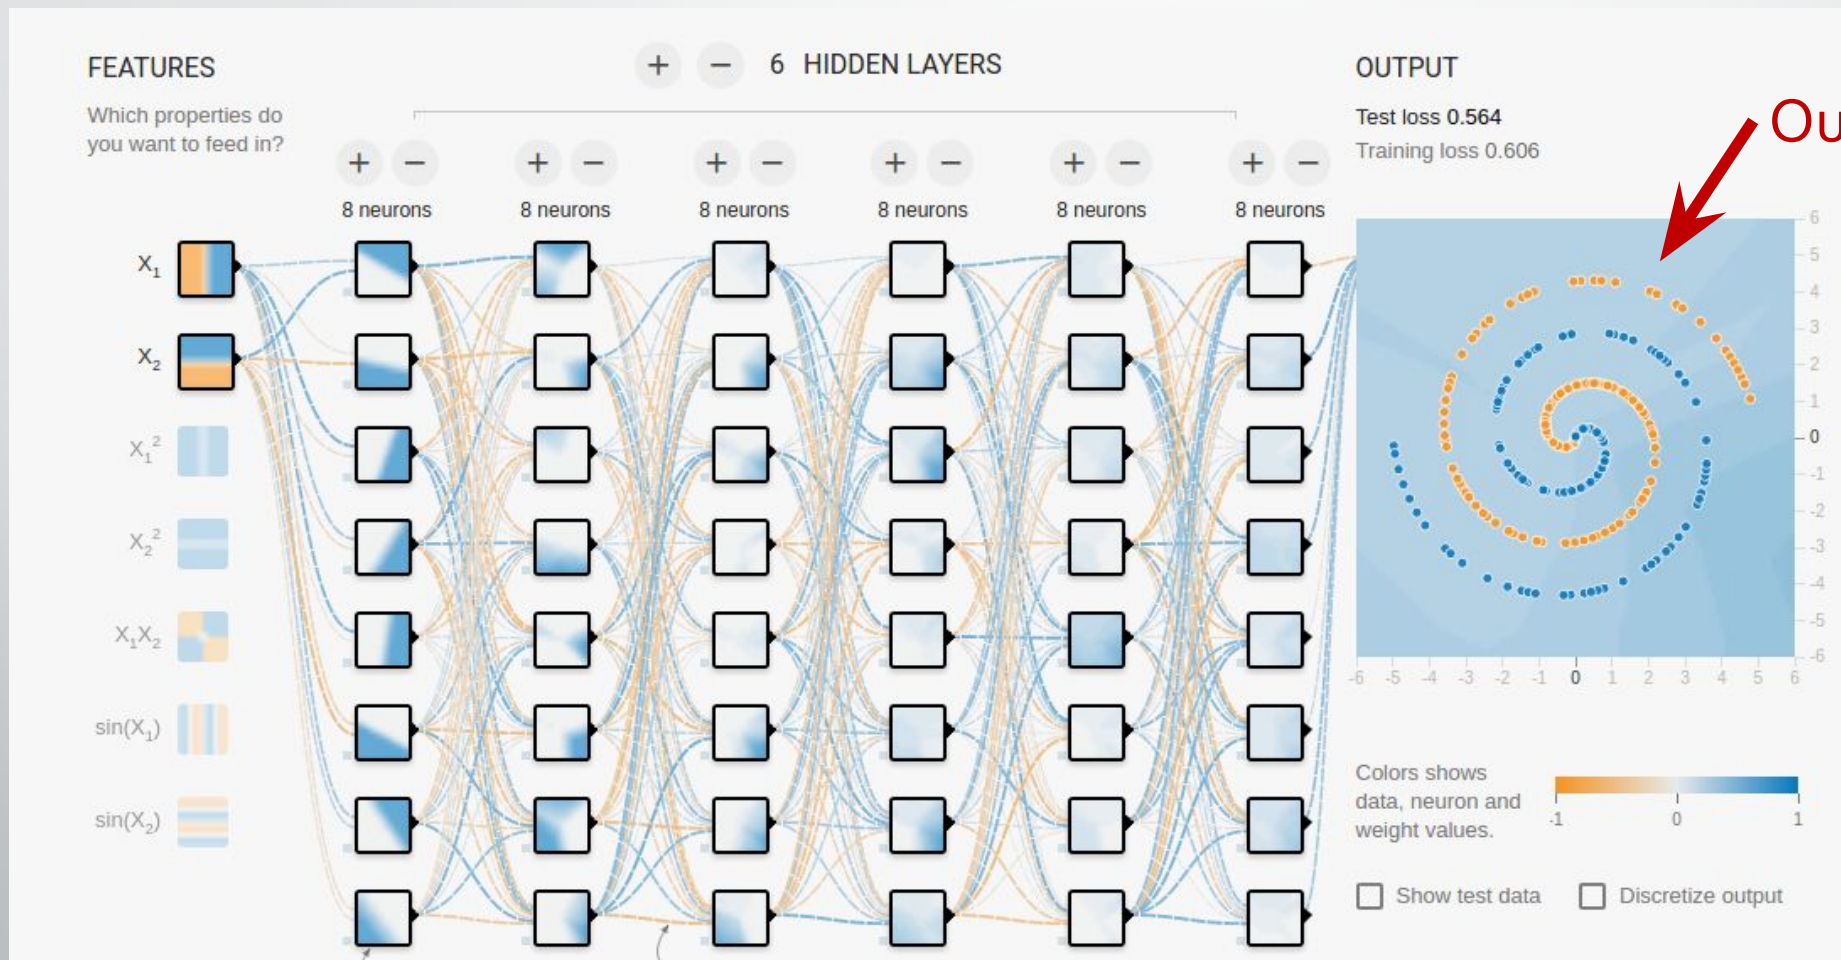 FEATURES
Which properties do
you want to feed in?
+ − 6 HIDDEN LAYERS
+ − + − + − + − + − + −
8 neurons 8 neurons 8 neurons 8 neurons 8 neurons 8 neurons
X1
X2
X1²
X2²
X1X2
sin(X1)
sin(X2)
OUTPUT
Test loss 0.564
Training loss 0.606
Ou
6
5
4
3
2
1
0
-1
-2
-3
-4
-5
-6
-6 -5 -4 -3 -2 -1 0 1 2 3 4 5 6
Colors shows
data, neuron and
weight values.
-1 0 1
Show test data Discretize output